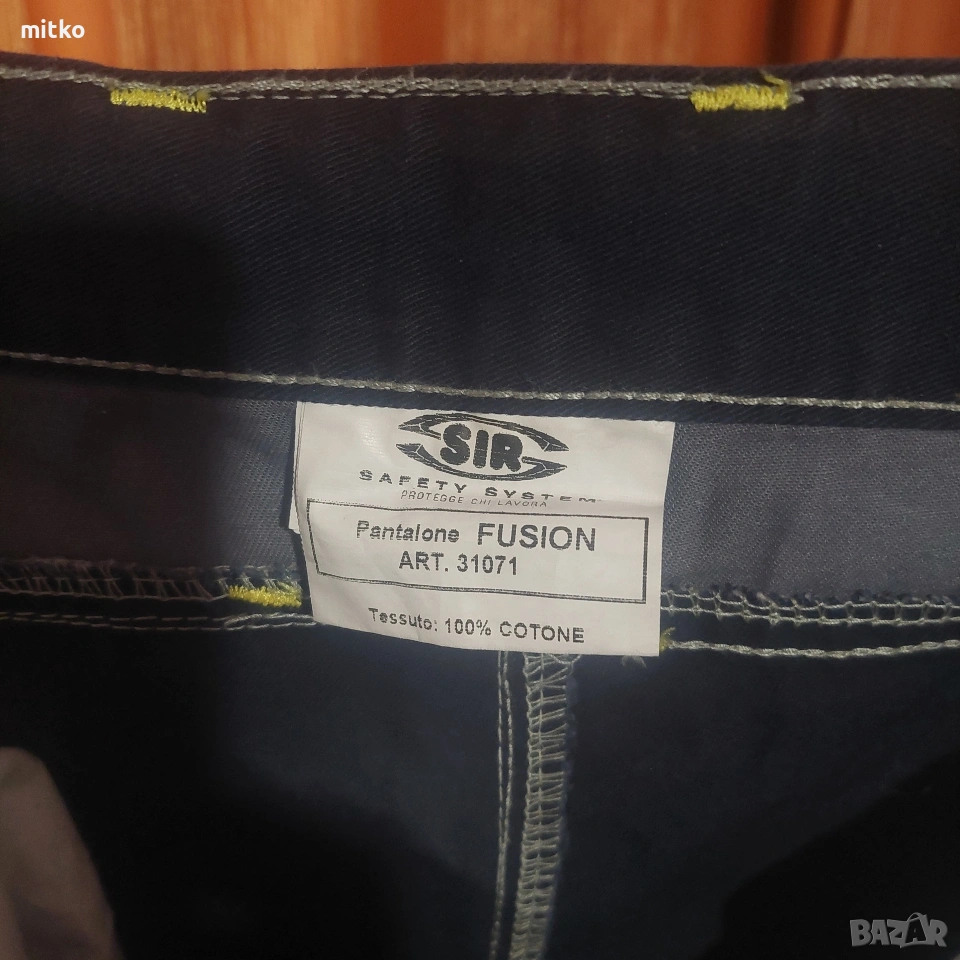 mitko
SIR
SAFETY SYSTEM
PROTEGGE CHI LAVORA
Pantalone FUSION
ART. 31071
Tessuto: 100% COTONE
BAZAR